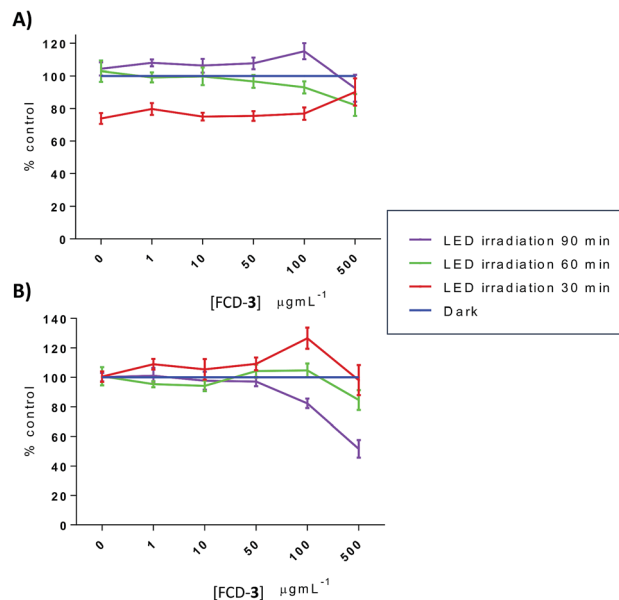 A)
120
100
80
60
40
20
0
% control
0 1 10 50 100 500
[FCD-3] µgmL⁻¹
LED irradiation 90 min
LED irradiation 60 min
LED irradiation 30 min
Dark
B)
140
120
100
80
60
40
20
0
% control
0 1 10 50 100 500
[FCD-3] µgmL⁻¹